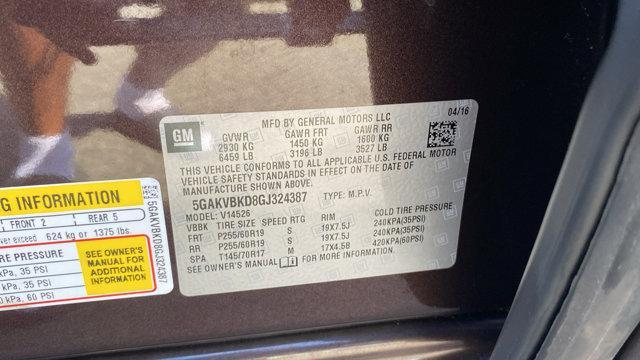 MFD BY GENERAL MOTORS LLC 04/16
GM GVWR GAWR FRT GAWR RR
2930 KG 1450 KG 1600 KG
6459 LB 3196 LB 3527 LB
THIS VEHICLE CONFORMS TO ALL APPLICABLE U.S. FEDERAL MOTOR
VEHICLE SAFETY STANDARDS IN EFFECT ON THE DATE OF
MANUFACTURE SHOWN ABOVE.
5GAKVBKD8GJ324387 TYPE: M.P.V.
MODEL: V14526
VBBK TIRE SIZE SPEED RTG RIM COLD TIRE PRESSURE
FRT P255/60R19 S 19X7.5J 240KPA(35PSI)
RR P255/60R19 S 19X7.5J 240KPA(35PSI)
SPA T145/70R17 M 17X4.5B 420KPA(60PSI)
SEE OWNER'S MANUAL FOR MORE INFORMATION.
NG INFORMATION
FRONT 2 REAR 5
ver exceed 624 kg or 1375 lbs.
E PRESSURE
kPa, 35 PSI
kPa, 35 PSI
kPa, 60 PSI
SEE OWNER'S
MANUAL FOR
ADDITIONAL
INFORMATION
5GAKVBKD8GJ324387